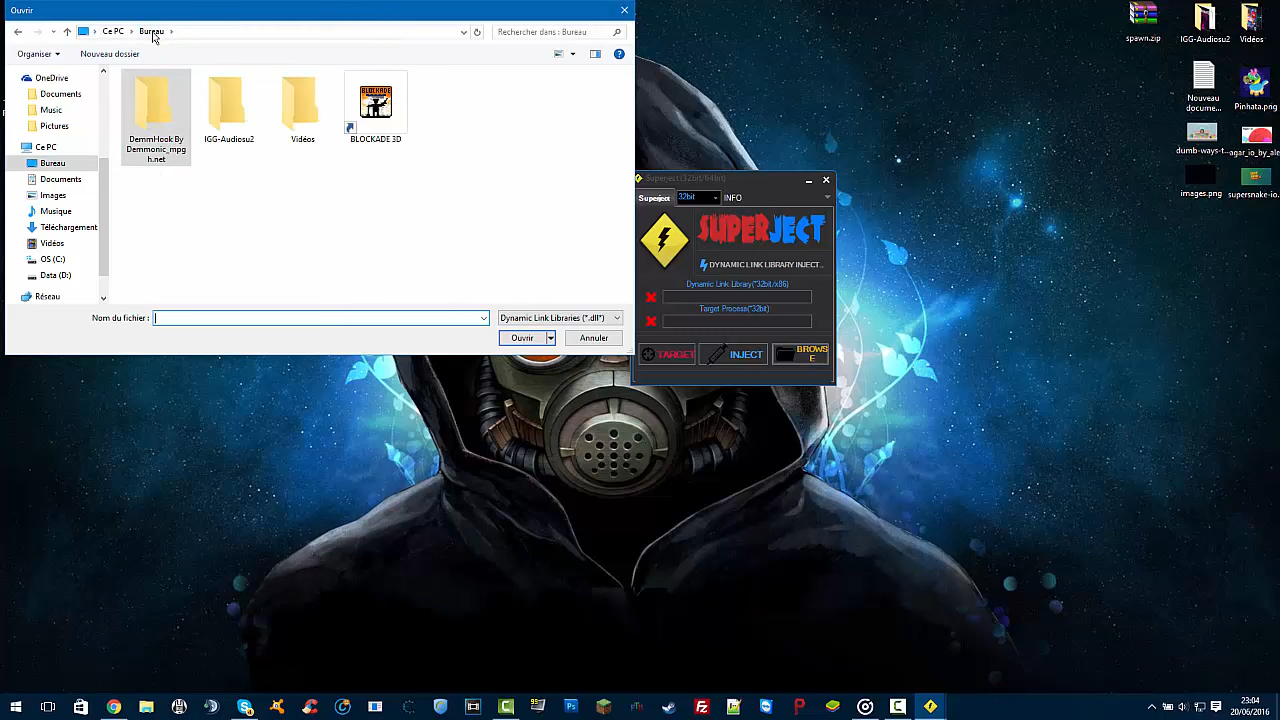 Ouvrir
Ce PC
Bureau
Rechercher dans : Bureau
Organiser
Nouveau dossier
OneDrive
Documents
Music
Pictures
Ce PC
Bureau
Documents
Images
Musique
Téléchargement
Vidéos
OS (C:)
Data (D:)
Réseau
DemmHook By
Demmonic_mpg
h.net
IGG-Audiosu2
Vidéos
BLOCKADE
BLOCKADE 3D
Nom du fichier :
Dynamic Link Libraries (*.dll*)
Ouvrir
Annuler
Superject (32bit/64bit)
Superject
32bit
INFO
SUPERJECT
DYNAMIC LINK LIBRARY INJECT...
Dynamic Link Library(*32bit/x86)
Target Process(*32bit)
TARGET
INJECT
BROWS
E
spawn.zip
IGG-Audiosu2
Vidéos
Nouveau
docume...
Pinhata.png
dumb-ways-t...
agar_io_by_ale...
images.png
supersnake-io...
23:04
20/06/2016